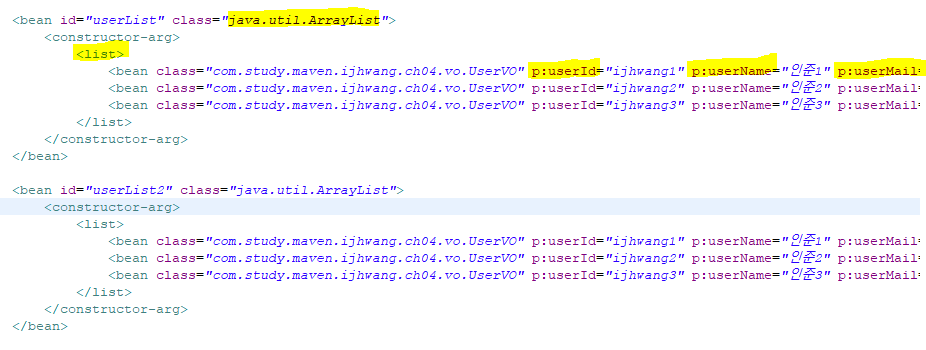 <bean id="userList" class="java.util.ArrayList">
<constructor-arg>
<list>
<bean class="com.study.maven.ijhwang.ch04.vo.UserVO" p:userId="ijhwang1" p:userName="인준1" p:userMail=
<bean class="com.study.maven.ijhwang.ch04.vo.UserVO" p:userId="ijhwang2" p:userName="인준2" p:userMail=
<bean class="com.study.maven.ijhwang.ch04.vo.UserVO" p:userId="ijhwang3" p:userName="인준3" p:userMail=
</list>
</constructor-arg>
</bean>
<bean id="userList2" class="java.util.ArrayList">
<constructor-arg>
<list>
<bean class="com.study.maven.ijhwang.ch04.vo.UserVO" p:userId="ijhwang1" p:userName="인준1" p:userMail=
<bean class="com.study.maven.ijhwang.ch04.vo.UserVO" p:userId="ijhwang2" p:userName="인준2" p:userMail=
<bean class="com.study.maven.ijhwang.ch04.vo.UserVO" p:userId="ijhwang3" p:userName="인준3" p:userMail=
</list>
</constructor-arg>
</bean>